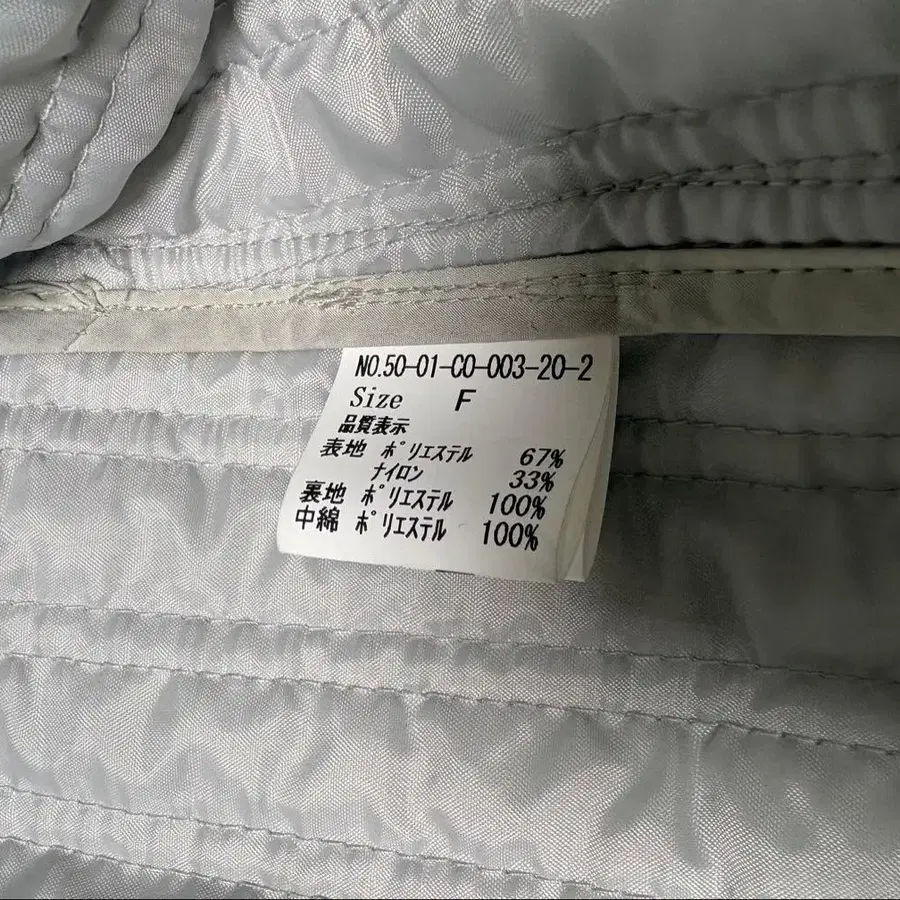 NO.50-01-CO-003-20-2
Size F
品質表示
表地 ポリエステル 67%
ナイロン 33%
裏地 ポリエステル 100%
中綿 ポリエステル 100%